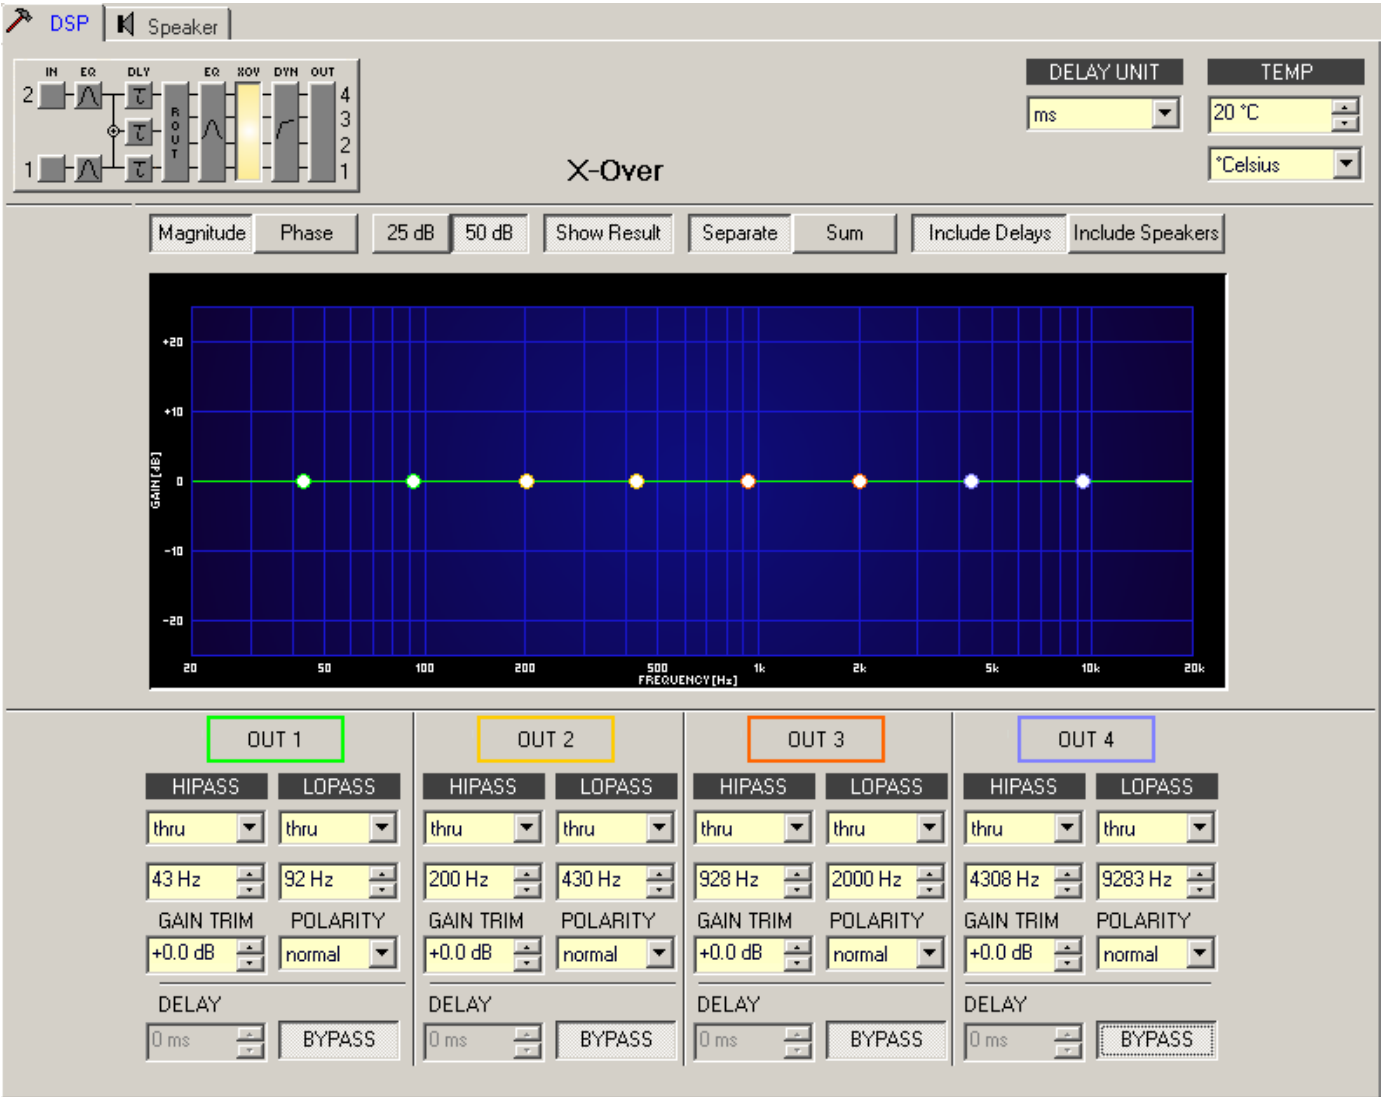 DSP Speaker
IN EQ DLY EQ XOV DYN OUT
2 4
3
ROUT
2
1 1
X-Over
DELAY UNIT TEMP
ms 20 °C
°Celsius
Magnitude Phase 25 dB 50 dB Show Result Separate Sum Include Delays Include Speakers
+20
+10
0
-10
-20
GAIN[dB]
20 50 100 200 500 1k 2k 5k 10k 20k
FREQUENCY[Hz]
OUT 1 OUT 2 OUT 3 OUT 4
HIPASS LOPASS HIPASS LOPASS HIPASS LOPASS HIPASS LOPASS
thru thru thru thru thru thru thru thru
43 Hz 92 Hz 200 Hz 430 Hz 928 Hz 2000 Hz 4308 Hz 9283 Hz
GAIN TRIM POLARITY GAIN TRIM POLARITY GAIN TRIM POLARITY GAIN TRIM POLARITY
+0.0 dB normal +0.0 dB normal +0.0 dB normal +0.0 dB normal
DELAY DELAY DELAY DELAY
0 ms BYPASS 0 ms BYPASS 0 ms BYPASS 0 ms BYPASS